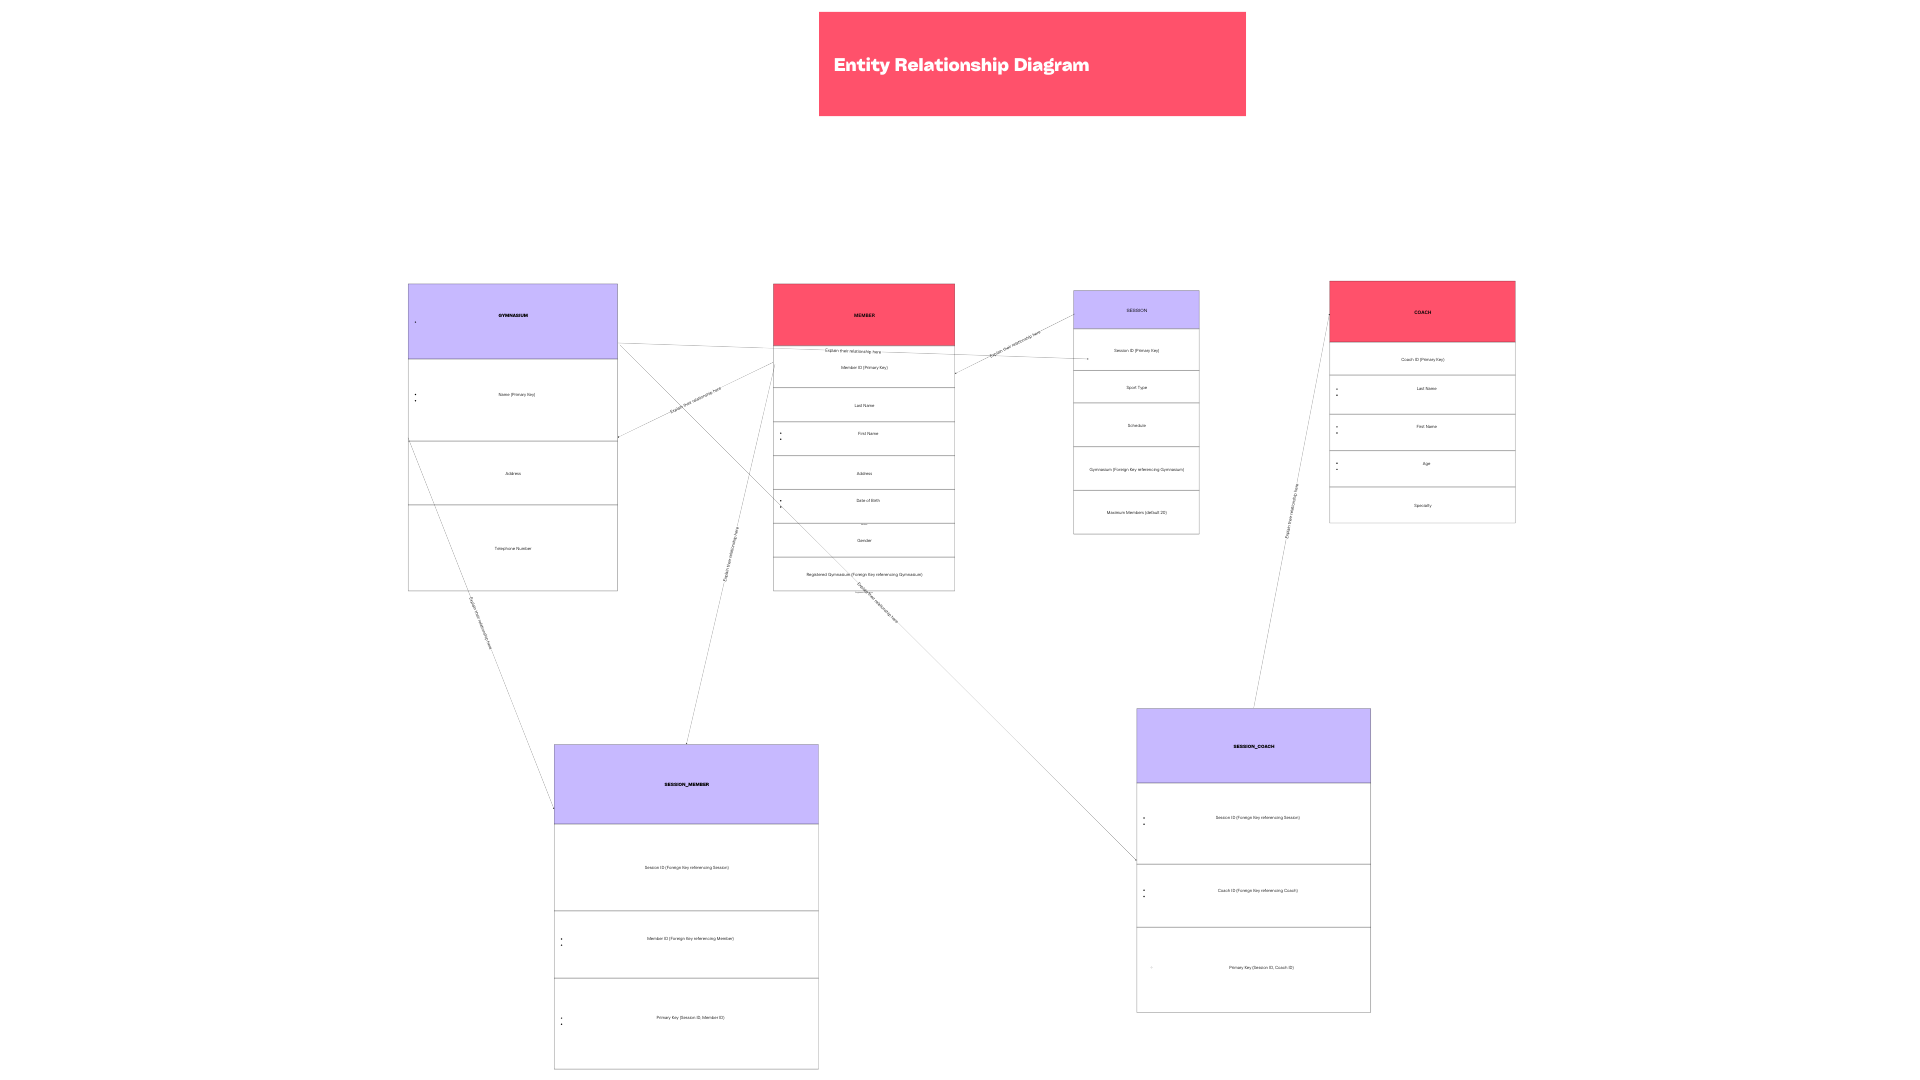 Entity Relationship Diagram
GYMNASIUM
Name (Primary Key)
Address
Telephone Number
MEMBER
Member ID (Primary Key)
Last Name
First Name
Address
Date of Birth
Gender
Registered Gymnasium (Foreign Key referencing Gymnasium)
SESSION
Session ID (Primary Key)
Sport Type
Schedule
Gymnasium (Foreign Key referencing Gymnasium)
Maximum Members (default 20)
COACH
Coach ID (Primary Key)
Last Name
First Name
Age
Specialty
Explain their relationship here
Explain their relationship here
Explain their relationship here
Explain their relationship here
Explain their relationship here
Explain their relationship here
Explain their relationship here
SESSION_MEMBER
Session ID (Foreign Key referencing Session)
Member ID (Foreign Key referencing Member)
Primary Key (Session ID, Member ID)
SESSION_COACH
Session ID (Foreign Key referencing Session)
Coach ID (Foreign Key referencing Coach)
Primary Key (Session ID, Coach ID)